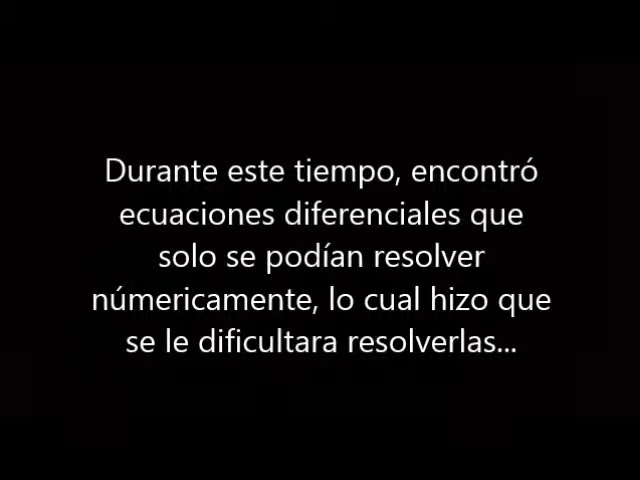 Durante este tiempo, encontró
ecuaciones diferenciales que
solo se podían resolver
númericamente, lo cual hizo que
se le dificultara resolverlas...